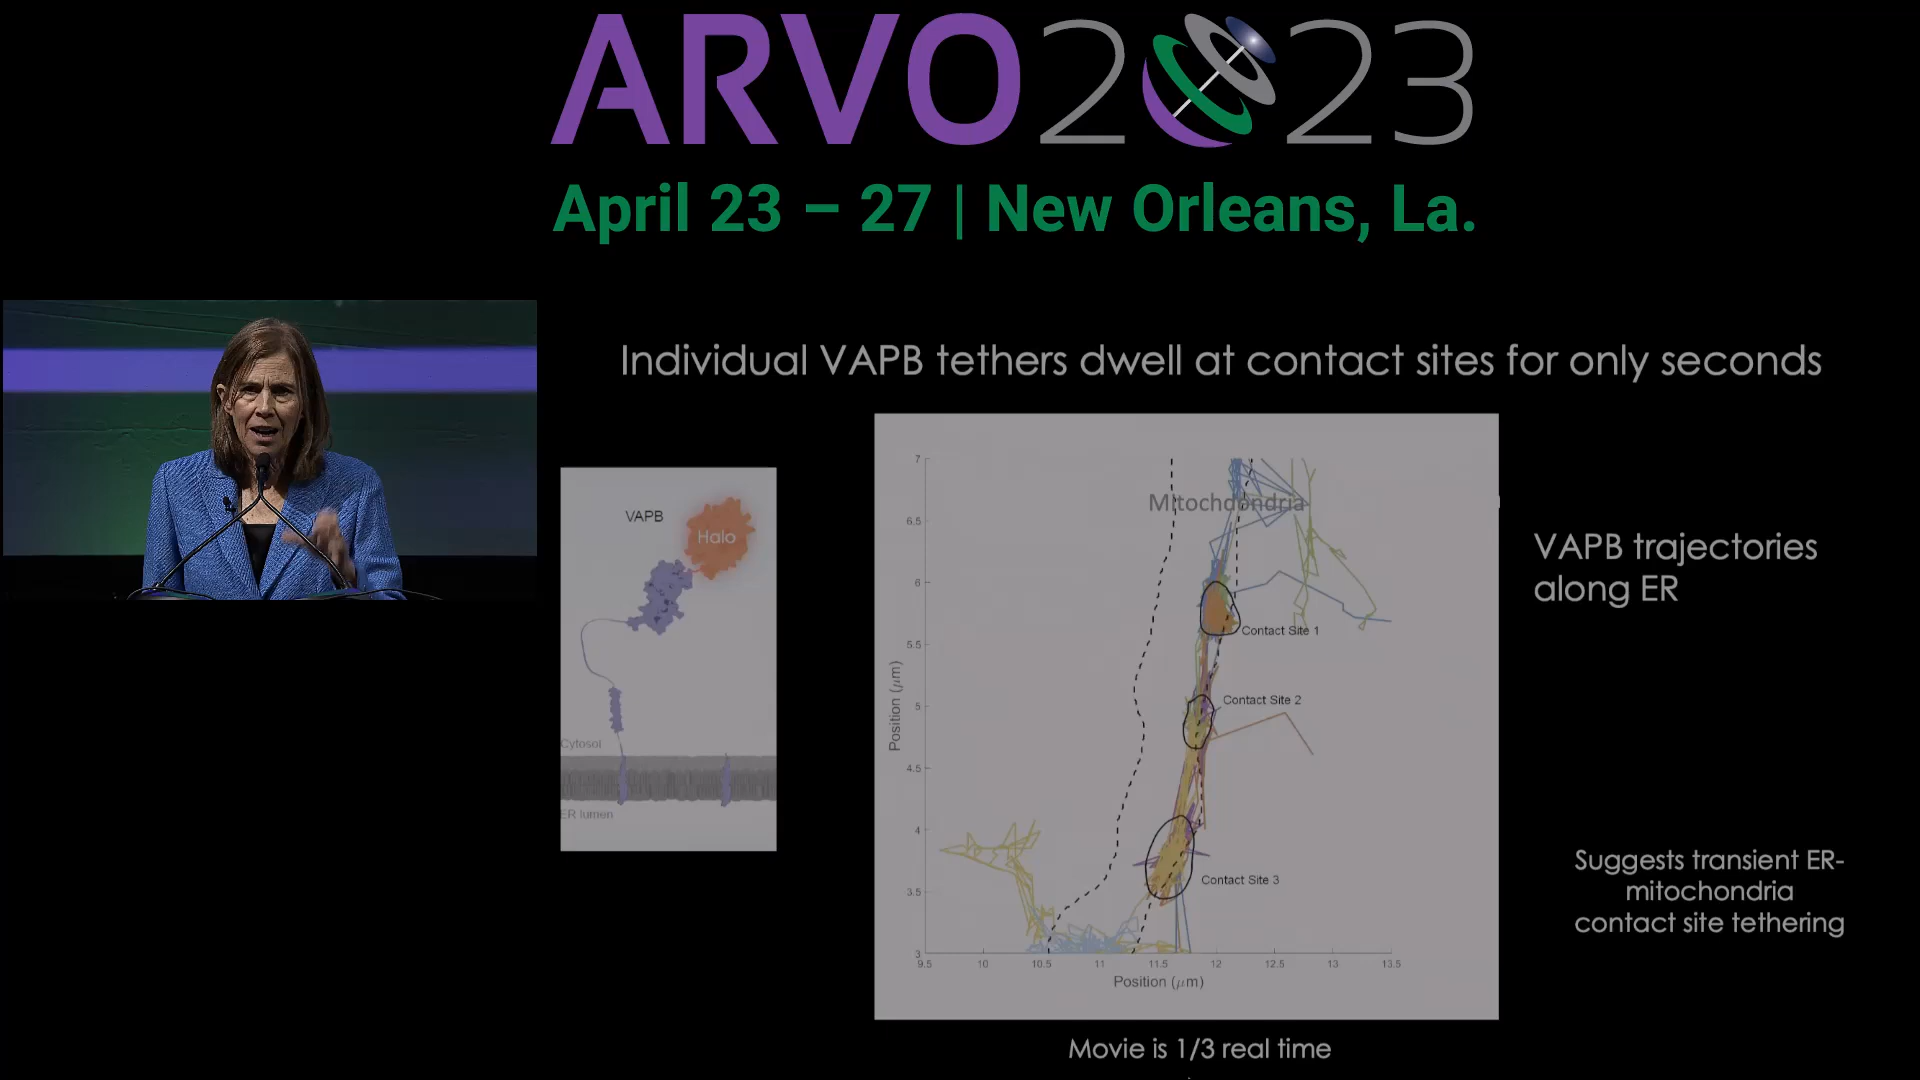 ARVO 2023
April 23 – 27 | New Orleans, La.
Individual VAPB tethers dwell at contact sites for only seconds
VAPB
Halo
Cytosol
ER lumen
Mitochdondria
Contact Site 1
Contact Site 2
Contact Site 3
7
6.5
6
5.5
5
4.5
4
3.5
3
Position (μm)
9.5 10 10.5 11 11.5 12 12.5 13 13.5
Position (μm)
VAPB trajectories
along ER
Suggests transient ER-
mitochondria
contact site tethering
Movie is 1/3 real time